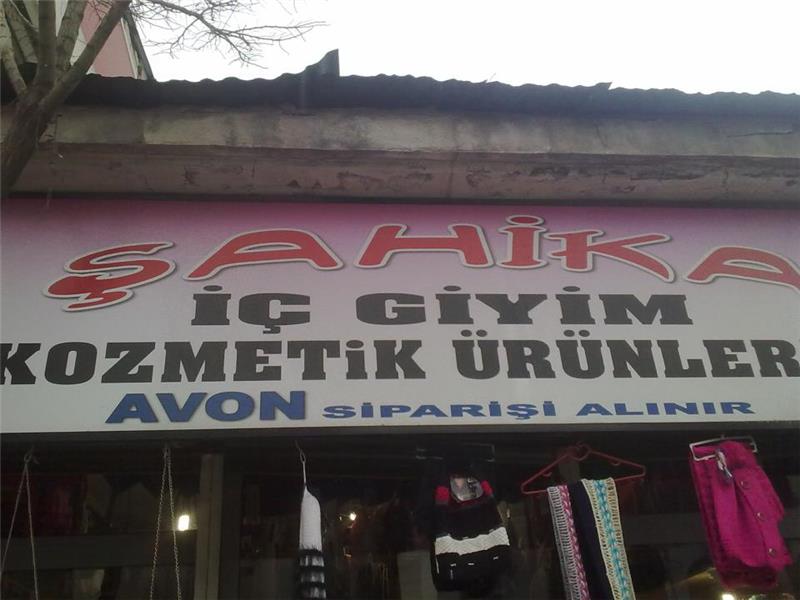 ŞAHİKA
İÇ GİYİM
KOZMETİK ÜRÜNLER
AVON SİPARİŞİ ALINIR